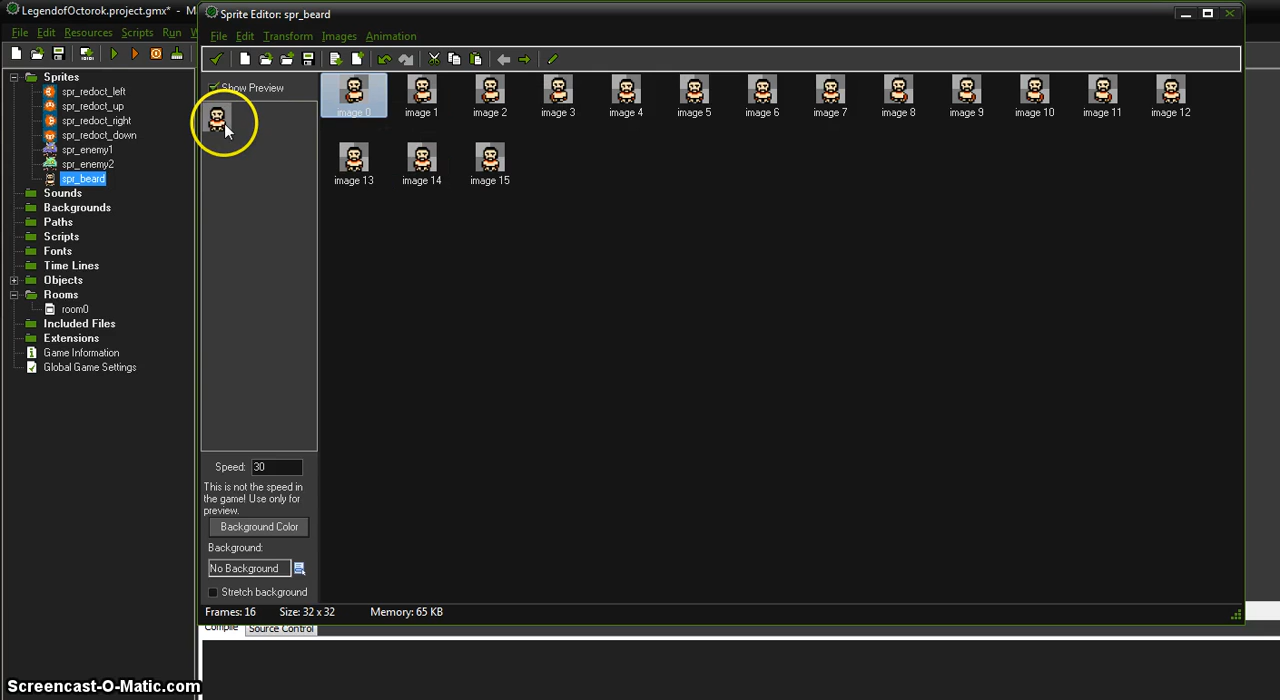 LegendofOctorok.project.gmx* - M
Sprite Editor: spr_beard
File Edit Resources Scripts Run W
File Edit Transform Images Animation
Sprites
spr_redoct_left
spr_redoct_up
spr_redoct_right
spr_redoct_down
spr_enemy1
spr_enemy2
spr_beard
Sounds
Backgrounds
Paths
Scripts
Fonts
Time Lines
Objects
Rooms
room0
Included Files
Extensions
Game Information
Global Game Settings
Show Preview
image 0 image 1 image 2 image 3 image 4 image 5 image 6 image 7 image 8 image 9 image 10 image 11 image 12
image 13 image 14 image 15
Speed: 30
This is not the speed in
the game! Use only for
preview.
Background Color
Background:
No Background
Stretch background
Frames: 16 Size: 32 x 32 Memory: 65 KB
Compile Source Control
Screencast-O-Matic.com